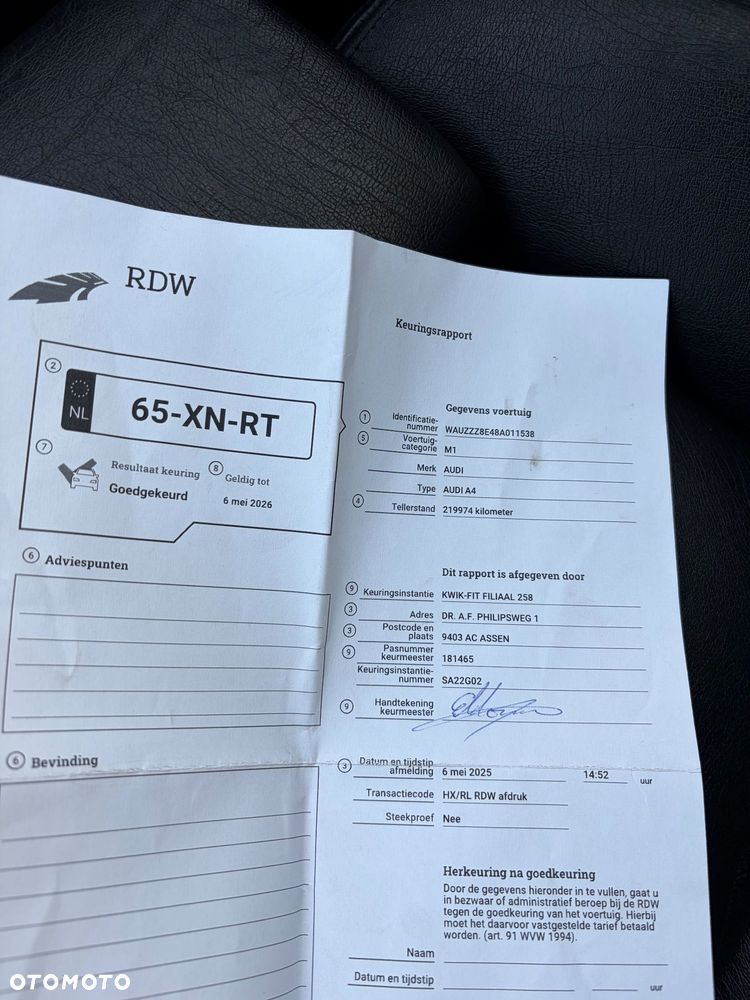 RDW
Keuringsrapport
2
NL
65-XN-RT
7
Resultaat keuring
Goedgekeurd
8
Geldig tot
6 mei 2026
Gegevens voertuig
1 Identificatie-
nummer WAUZZZ8E48A011538
5 Voertuig-
categorie M1
Merk AUDI
Type AUDI A4
4 Tellerstand 219974 kilometer
6 Adviespunten
Dit rapport is afgegeven door
9 Keuringsinstantie KWIK-FIT FILIAAL 258
3 Adres DR. A.F. PHILIPSWEG 1
3 Postcode en
plaats 9403 AC ASSEN
9 Pasnummer
keurmeester 181465
Keuringsinstantie-
nummer SA22G02
9 Handtekening
keurmeester
6 Bevinding
3 Datum en tijdstip
afmelding 6 mei 2025 14:52 uur
Transactiecode HX/RL RDW afdruk
Steekproef Nee
Herkeuring na goedkeuring
Door de gegevens hieronder in te vullen, gaat u
in bezwaar of administratief beroep bij de RDW
tegen de goedkeuring van het voertuig. Hierbij
moet het daarvoor vastgestelde tarief betaald
worden. (art. 91 WVW 1994).
Naam
Datum en tijdstip uur
OTOMOTO